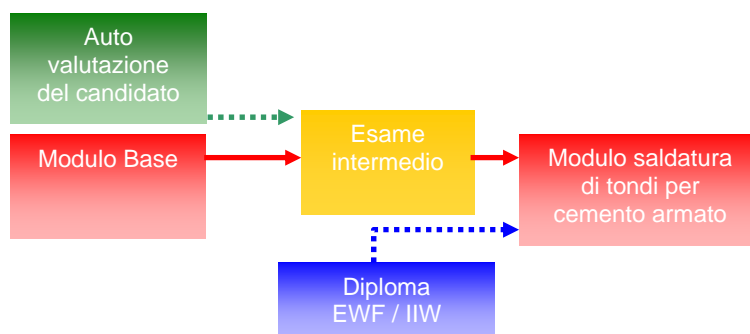 Auto
valutazione
del candidato
Modulo Base
Esame
intermedio
Modulo saldatura
di tondi per
cemento armato
Diploma
EWF / IIW